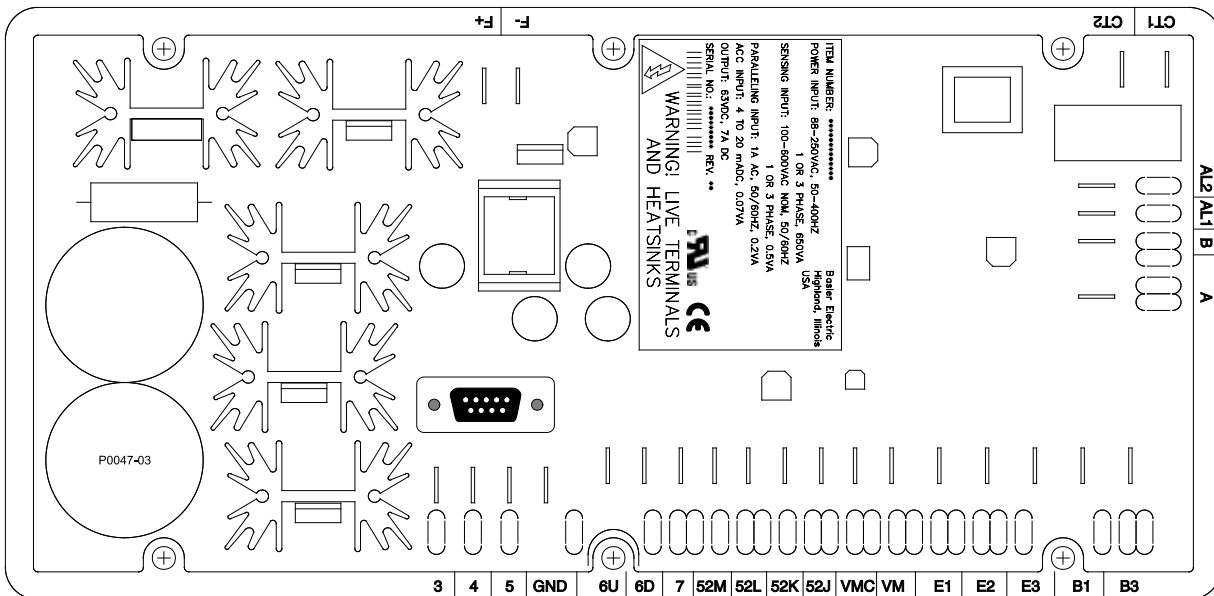 F+ F-
CT2 CT1
ITEM NUMBER: **************
POWER INPUT: 88-250VAC, 50-400HZ
1 OR 3 PHASE, 650VA
SENSING INPUT: 100-600VAC NOM, 50/60HZ
1 OR 3 PHASE, 0.5VA
PARALLELING INPUT: 1A AC, 50/60HZ, 0.2VA
ACC INPUT: 4 TO 20 mADC, 0.07VA
OUTPUT: 63VDC, 7A DC
SERIAL NO.: ********* REV. **
Basler Electric
Highland, Illinois
USA
c RU US
CE
WARNING! LIVE TERMINALS
AND HEATSINKS
AL2
AL1
B
A
P0047-03
3 4 5 GND 6U 6D 7 52M 52L 52K 52J VMC VM E1 E2 E3 B1 B3